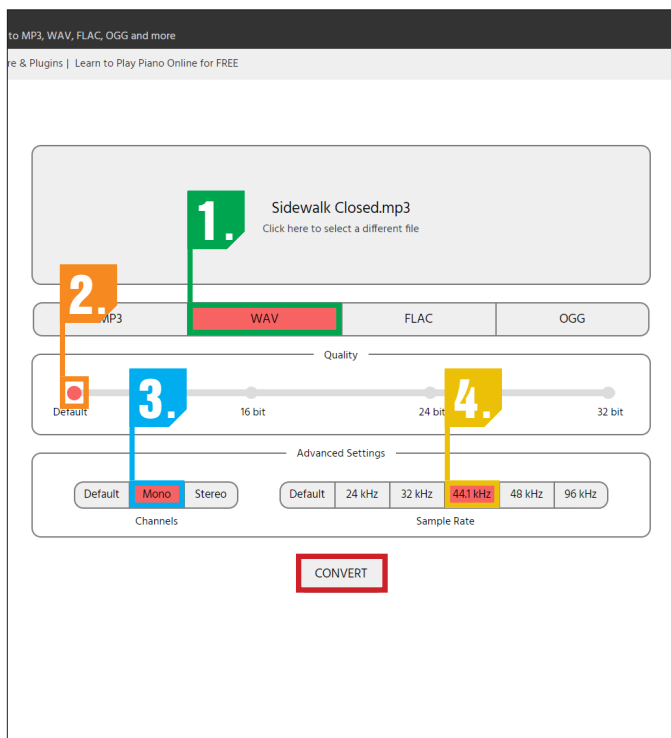 to MP3, WAV, FLAC, OGG and more
re & Plugins | Learn to Play Piano Online for FREE
Sidewalk Closed.mp3
Click here to select a different file
1.
2.
MP3 WAV FLAC OGG
Quality
3.
4.
Default 16 bit 24 bit 32 bit
Advanced Settings
Default Mono Stereo Default 24 kHz 32 kHz 44.1 kHz 48 kHz 96 kHz
Channels Sample Rate
CONVERT